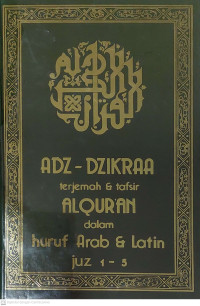 ADZ - DZIKRAA
terjemah & tafsir
ALQUR'AN
dalam
huruf Arab & Latin
juz 1 - 5